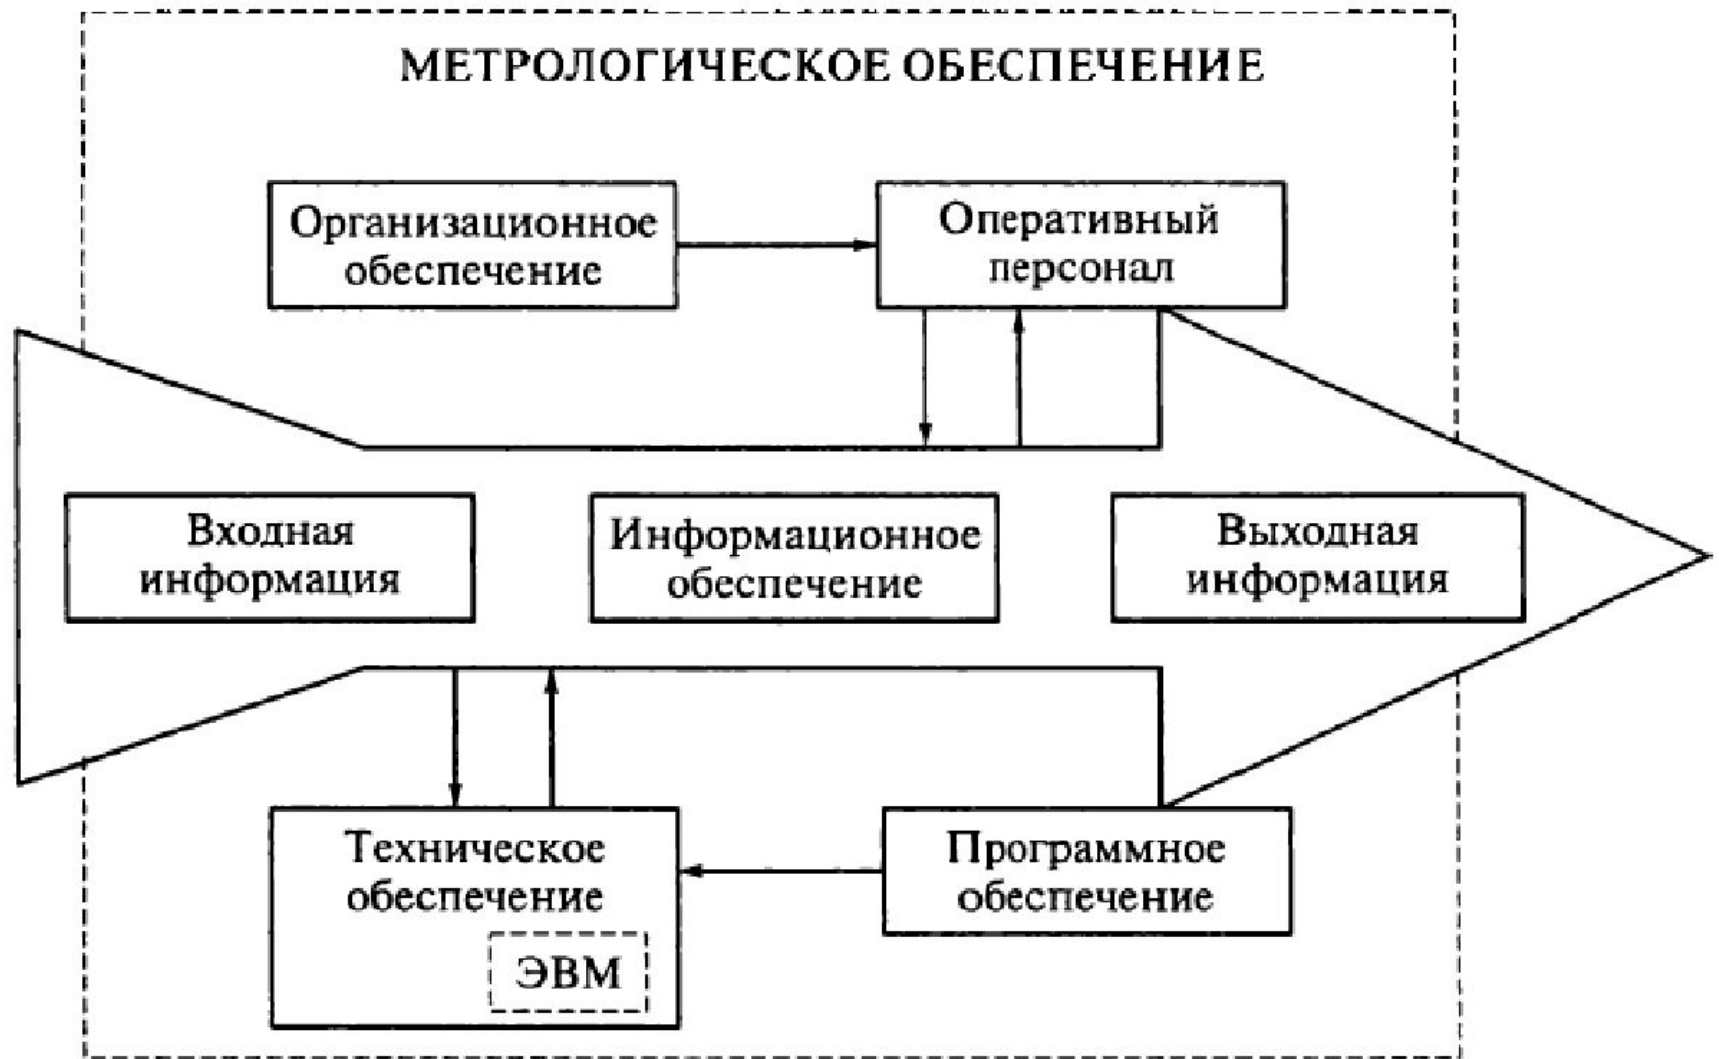 МЕТРОЛОГИЧЕСКОЕ ОБЕСПЕЧЕНИЕ
Организационное
обеспечение
Оперативный
персонал
Входная
информация
Информационное
обеспечение
Выходная
информация
Техническое
обеспечение
ЭВМ
Программное
обеспечение